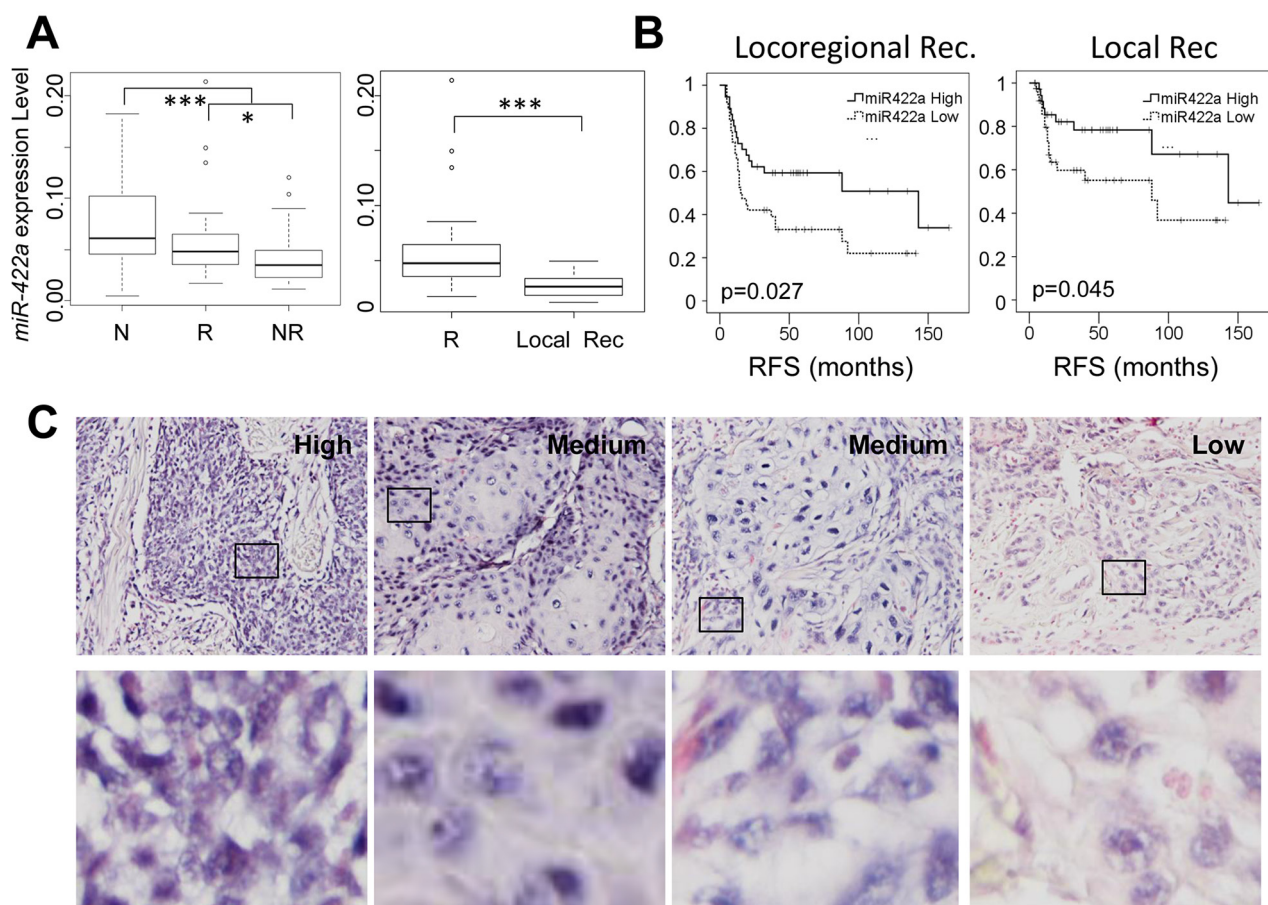 A
miR-422a expression Level
0.20
0.10
0.00
***
*
N
R
NR
0.20
0.10
0
***
R
Local Rec
B
Locoregional Rec.
1
0.8
0.6
0.4
0.2
0
miR422a High
miR422a Low
...
p=0.027
0
50
100
150
RFS (months)
Local Rec
1
0.8
0.6
0.4
0.2
0
miR422a High
miR422a Low
...
p=0.045
0
50
100
150
RFS (months)
C
High
Medium
Medium
Low